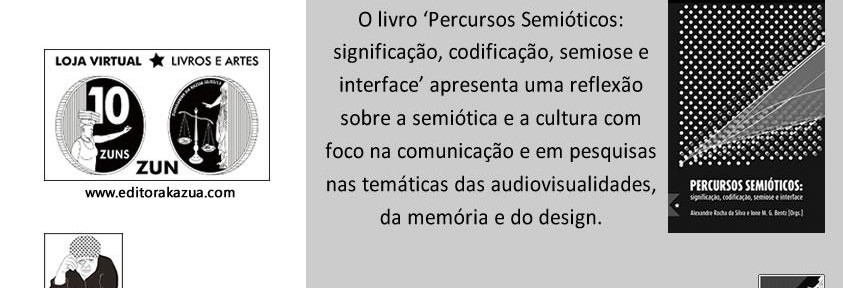 LOJA VIRTUAL ★ LIVROS E ARTES
10
ZUNS
ZUN
www.editorakazua.com
O livro ‘Percursos Semióticos:
significação, codificação, semiose e
interface’ apresenta uma reflexão
sobre a semiótica e a cultura com
foco na comunicação e em pesquisas
nas temáticas das audiovisualidades,
da memória e do design.
PERCURSOS SEMIÓTICOS:
significação, codificação, semiose e interface
Alexandre Rocha da Silva e Ione M. G. Bentz [Orgs.]